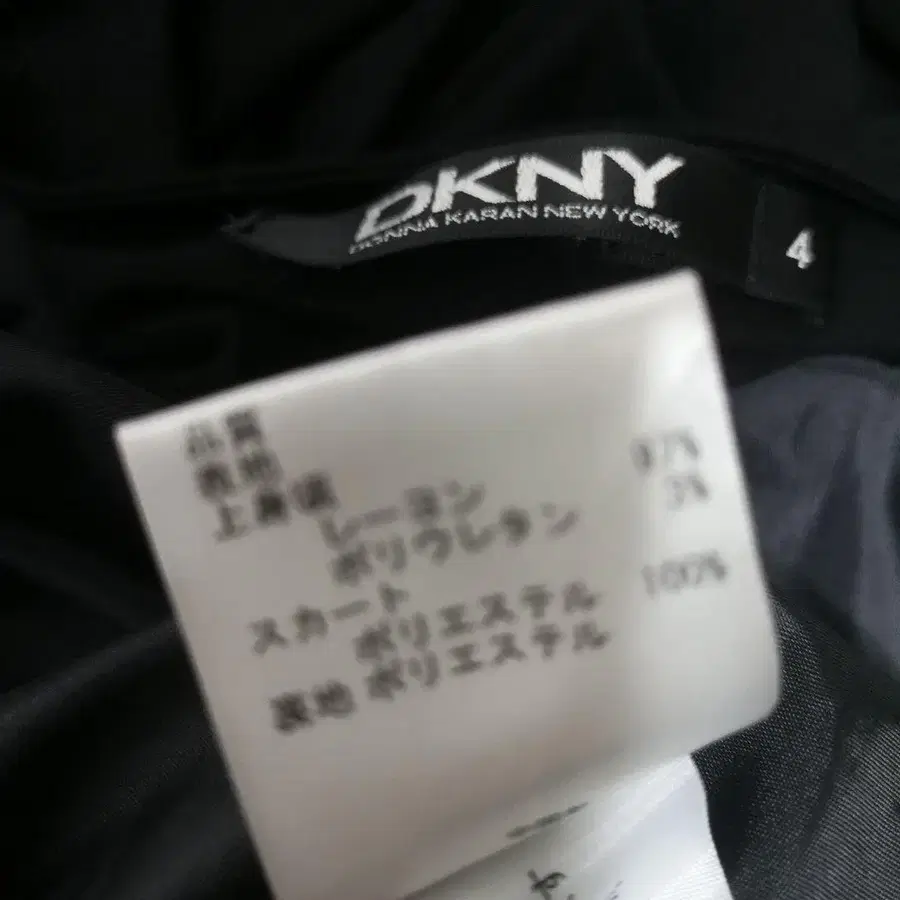 DKNY
DONNA KARAN NEW YORK
4
品質
表地
上身頃
レーヨン 97%
ポリウレタン 3%
スカート
ポリエステル 100%
裏地 ポリエステル